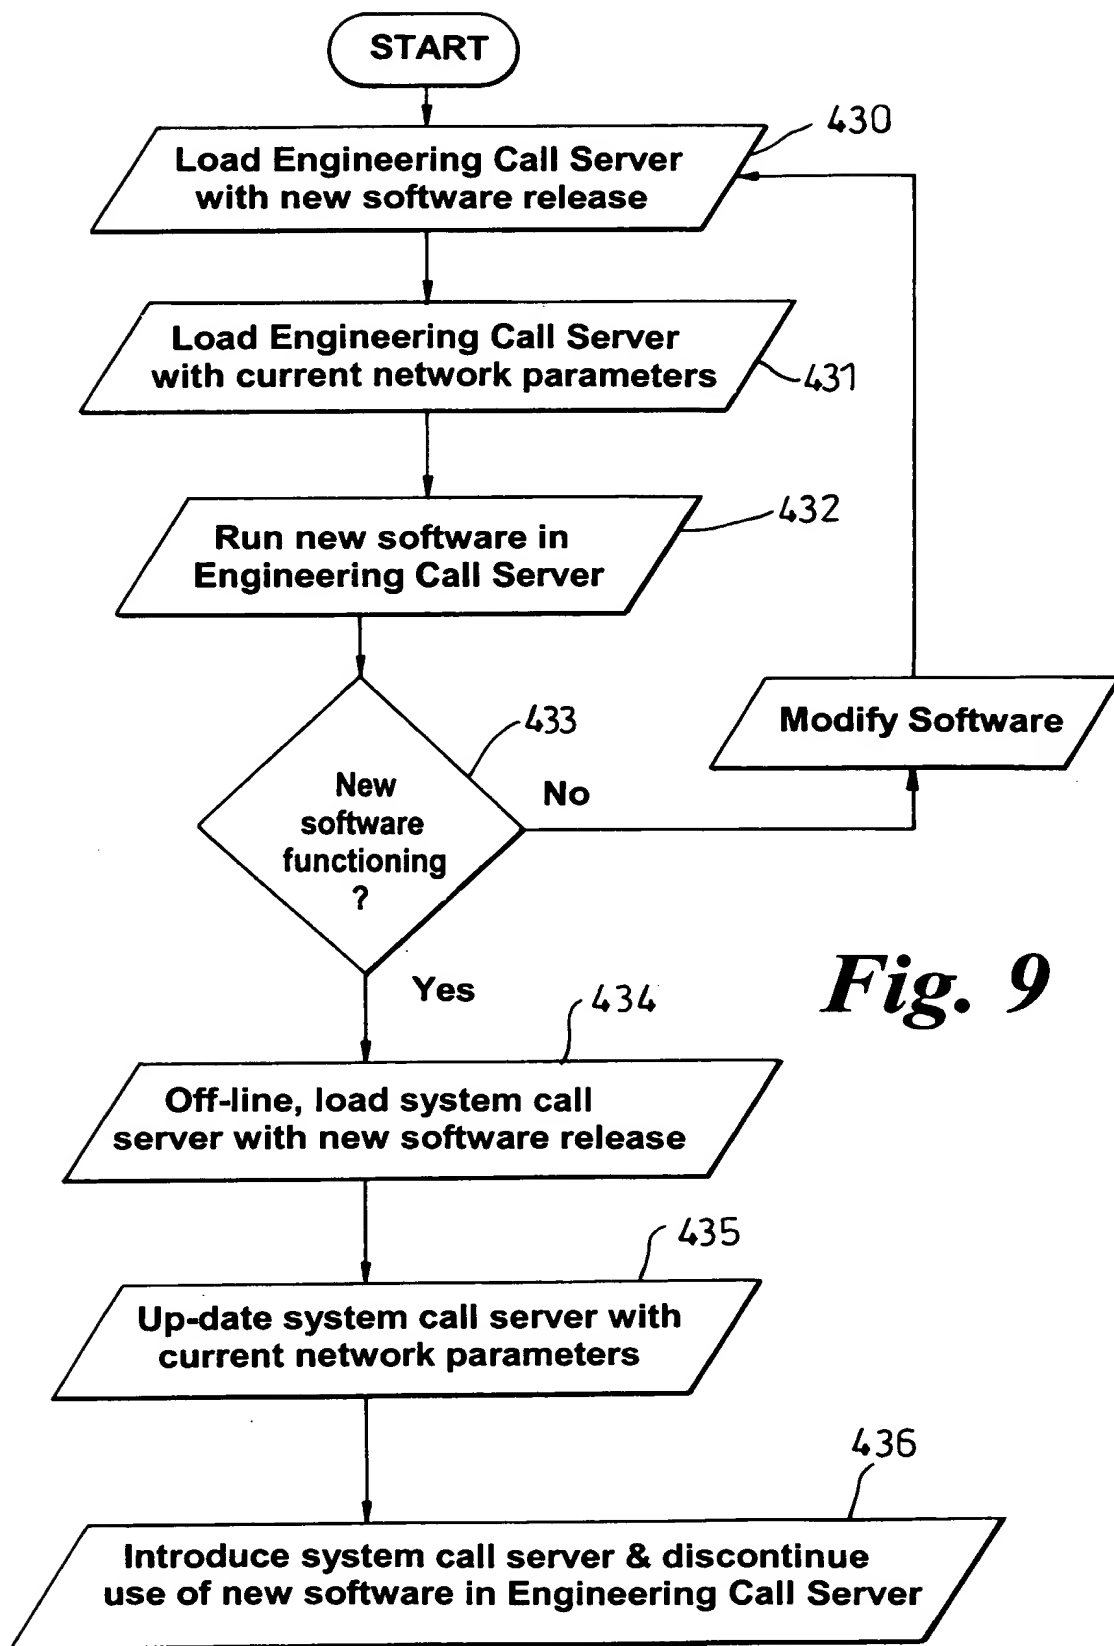 START
430
Load Engineering Call Server
with new software release
Load Engineering Call Server
with current network parameters
431
432
Run new software in
Engineering Call Server
Modify Software
433
New
software
functioning
?
No
Yes
Fig. 9
434
Off-line, load system call
server with new software release
435
Up-date system call server with
current network parameters
436
Introduce system call server & discontinue
use of new software in Engineering Call Server